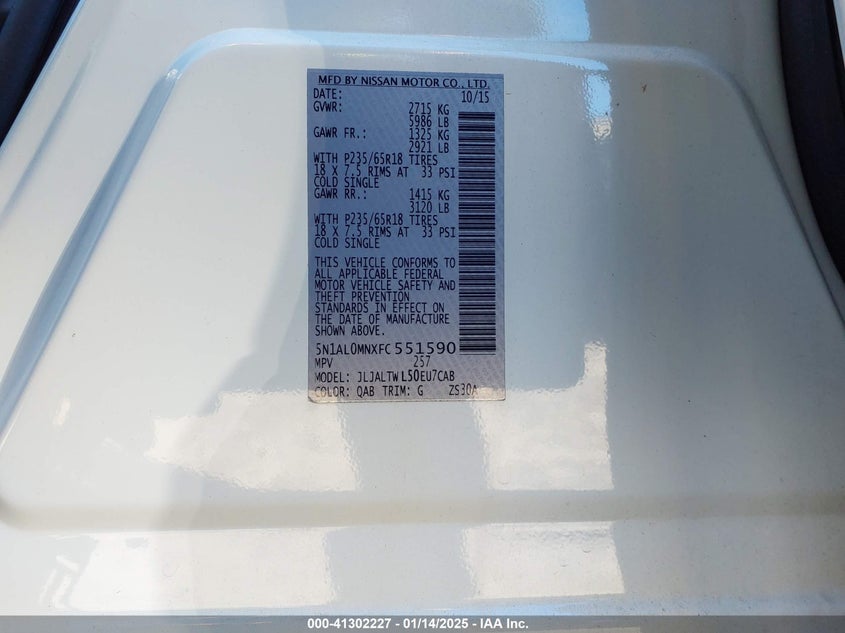 MFD BY NISSAN MOTOR CO., LTD.
DATE: 10/15
GVWR: 2715 KG
5986 LB
GAWR FR.: 1325 KG
2921 LB
WITH P235/65R18 TIRES
18 X 7.5 RIMS AT 33 PSI
COLD SINGLE
GAWR RR.: 1415 KG
3120 LB
WITH P235/65R18 TIRES
18 X 7.5 RIMS AT 33 PSI
COLD SINGLE
THIS VEHICLE CONFORMS TO
ALL APPLICABLE FEDERAL
MOTOR VEHICLE SAFETY AND
THEFT PREVENTION
STANDARDS IN EFFECT ON
THE DATE OF MANUFACTURE
SHOWN ABOVE.
5N1AL0MNXFC 551590
MPV 257
MODEL: JLJALTWL50EU7CAB
COLOR: QAB TRIM: G ZS30A
000-41302227 - 01/14/2025 - IAA Inc.